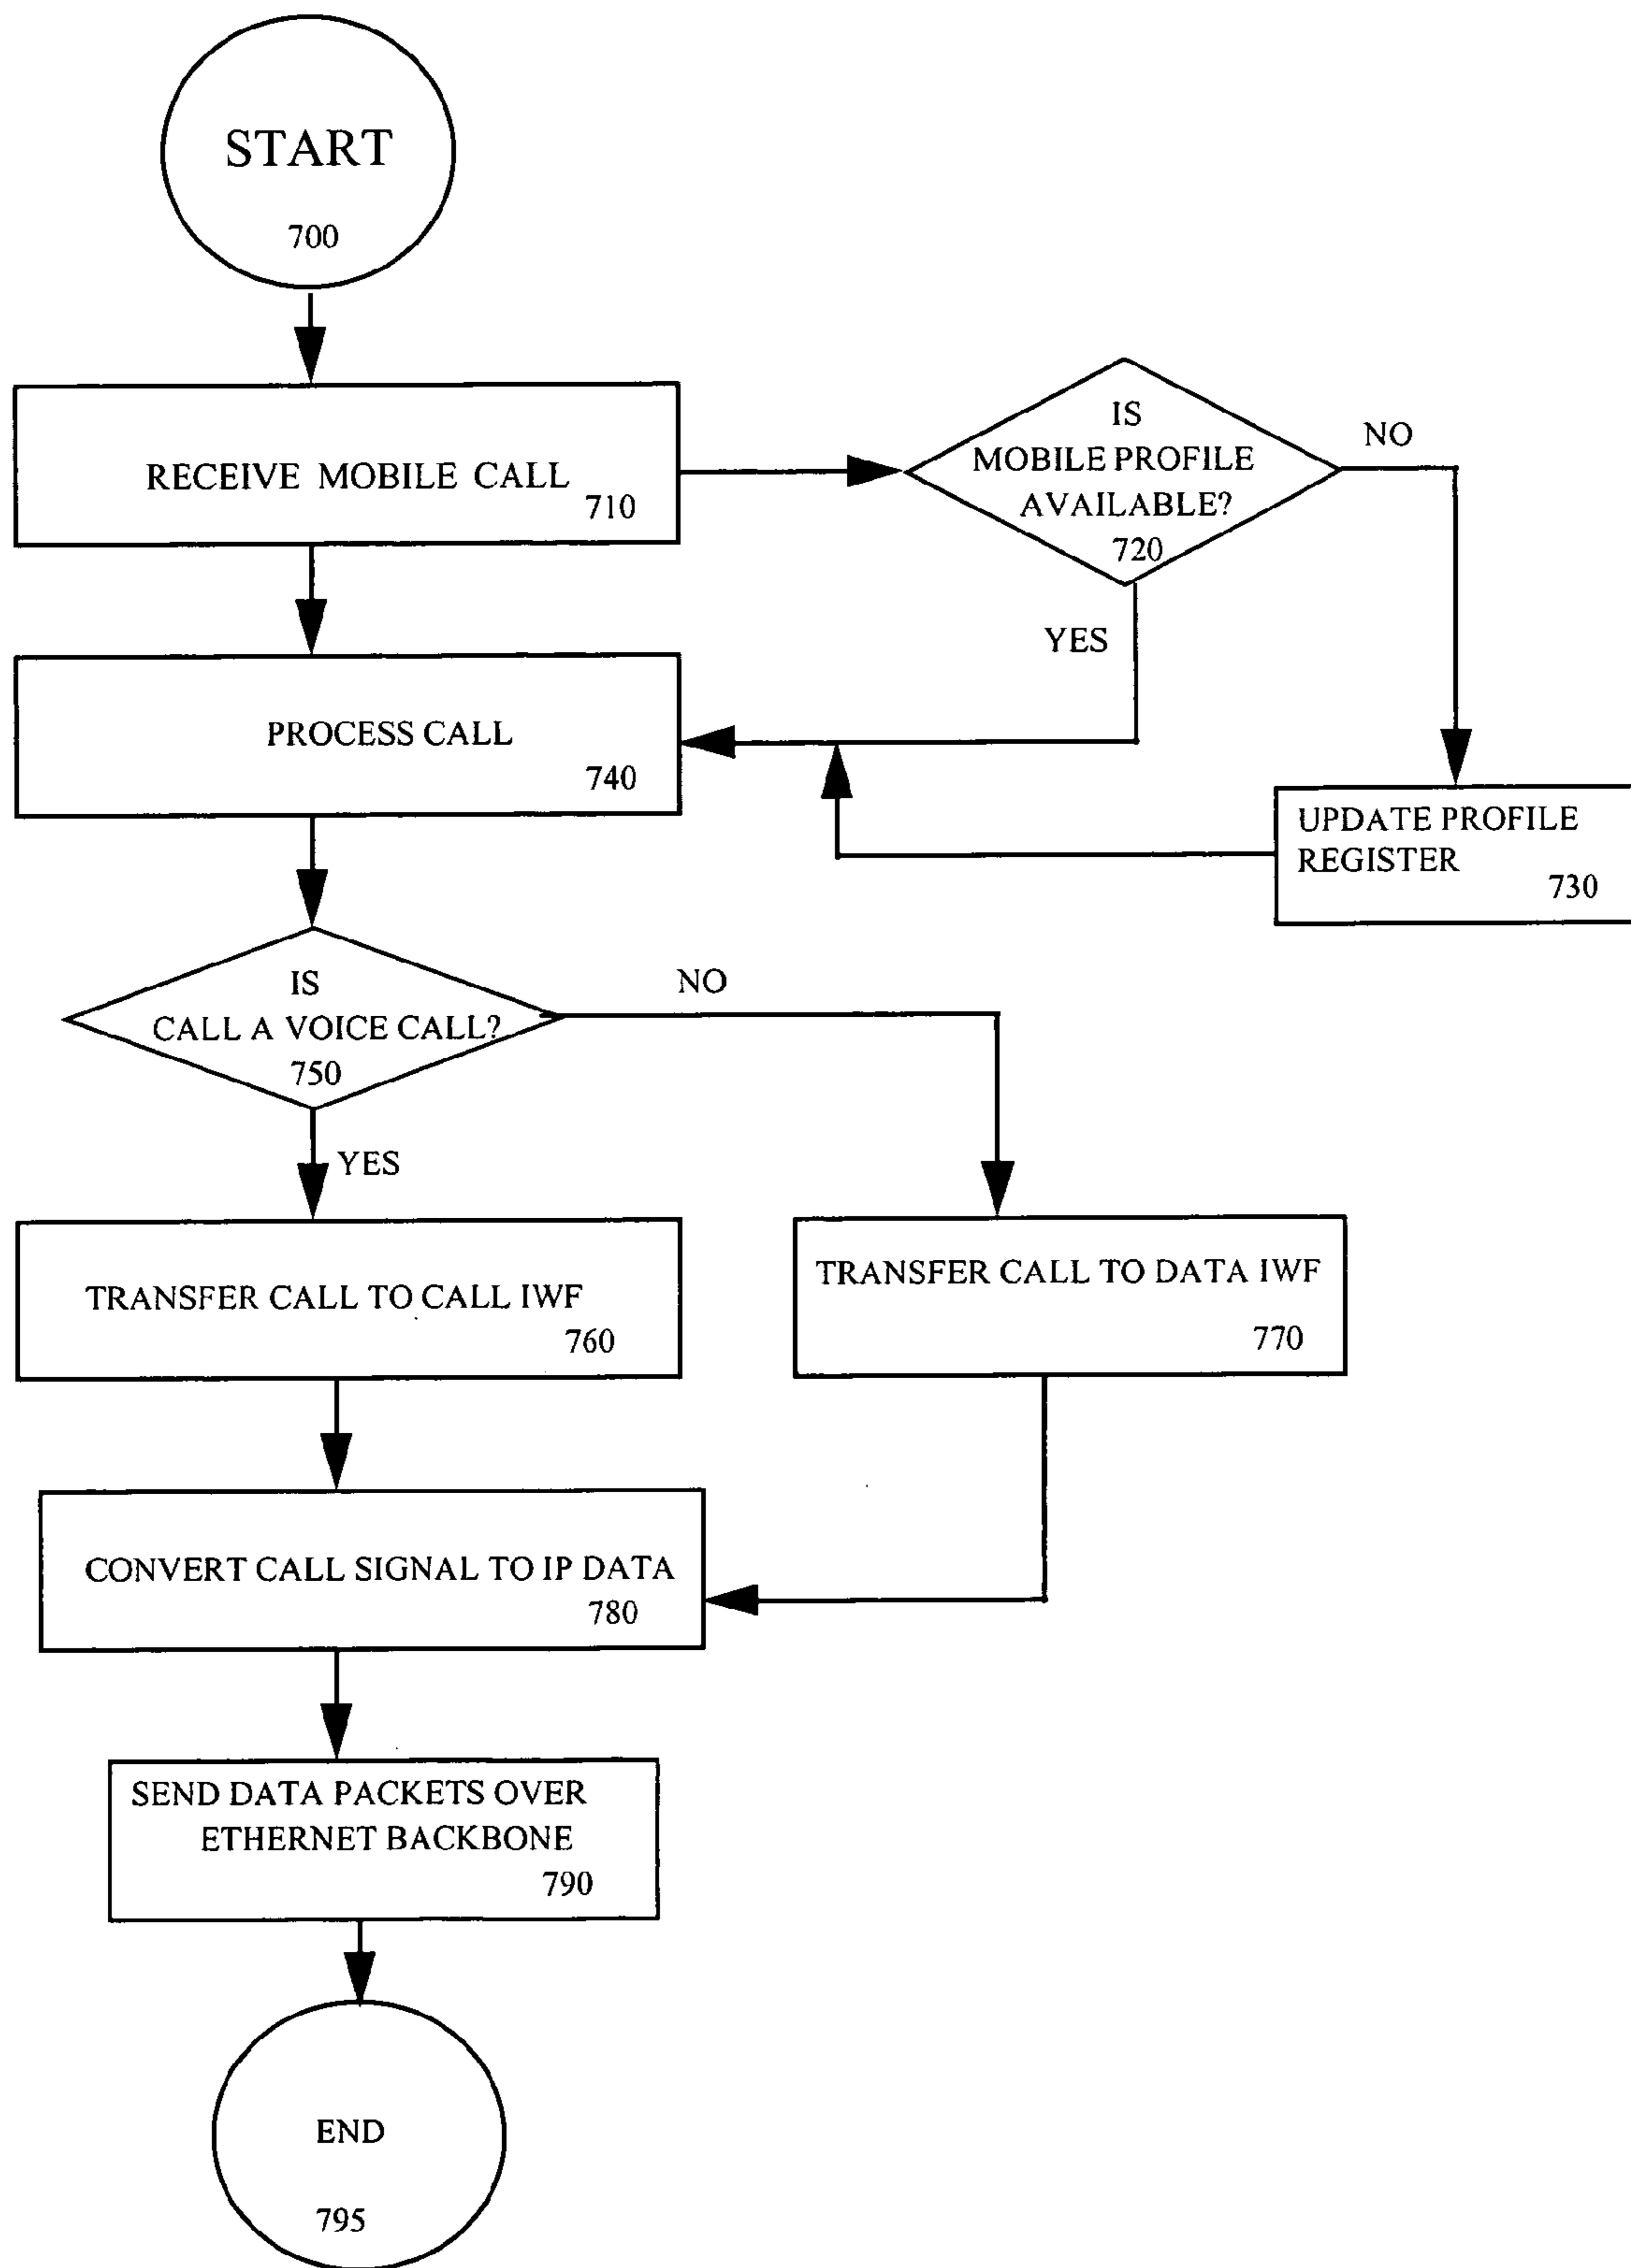 START
700
RECEIVE MOBILE CALL
710
IS
MOBILE PROFILE
AVAILABLE?
720
NO
YES
PROCESS CALL
740
UPDATE PROFILE
REGISTER
730
IS
CALL A VOICE CALL?
750
NO
YES
TRANSFER CALL TO CALL IWF
760
TRANSFER CALL TO DATA IWF
770
CONVERT CALL SIGNAL TO IP DATA
780
SEND DATA PACKETS OVER
ETHERNET BACKBONE
790
END
795